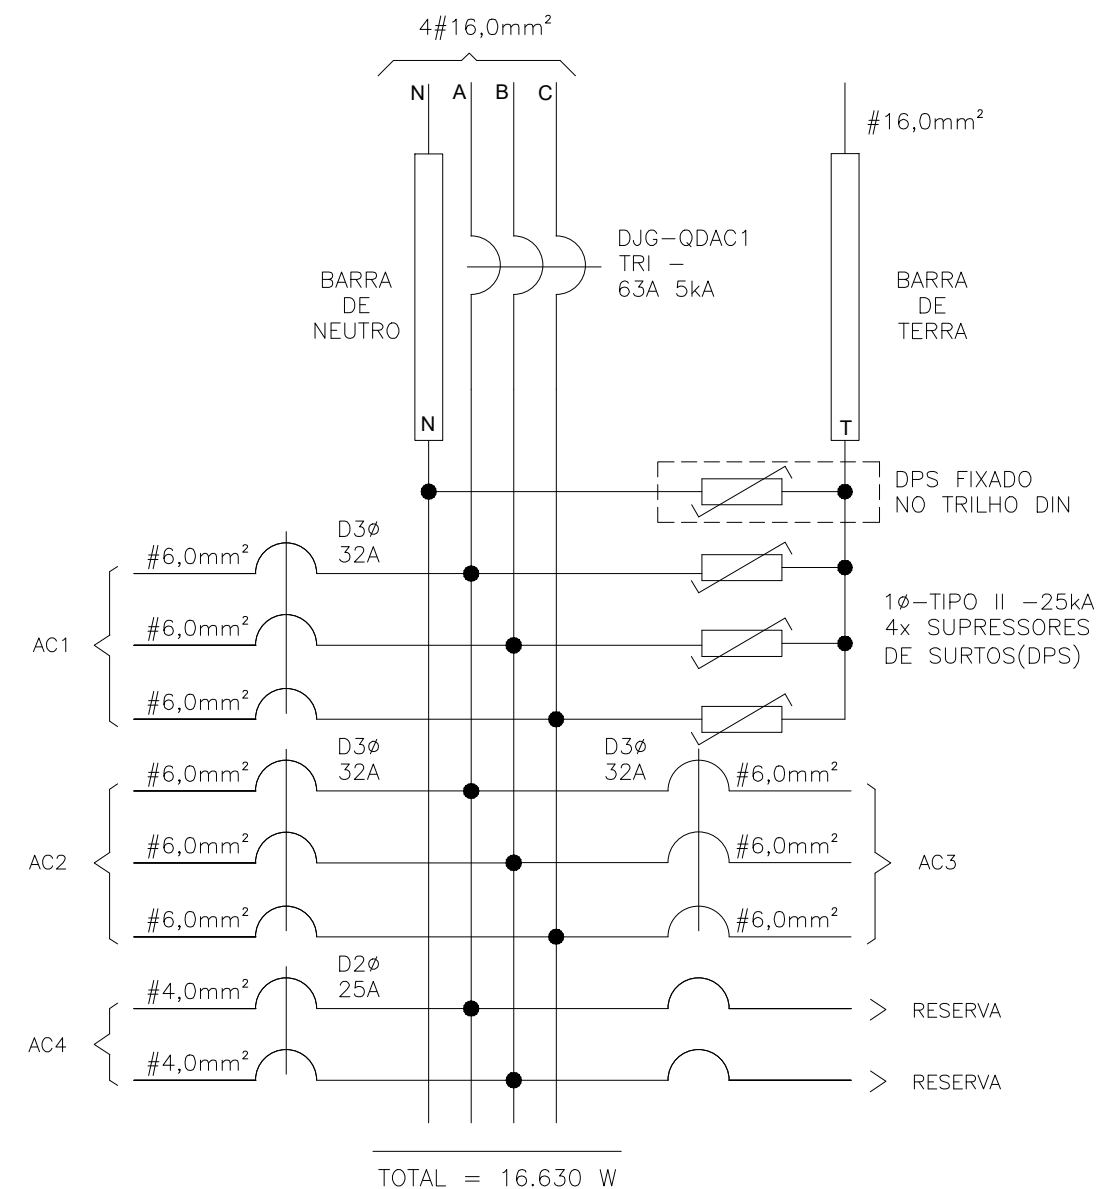 4#16,0mm²
N A B C
#16,0mm²
DJG-QDAC1
TRI -
63A 5kA
BARRA
DE
NEUTRO
BARRA
DE
TERRA
N
T
DPS FIXADO
NO TRILHO DIN
D3ø
32A
#6,0mm²
#6,0mm²
#6,0mm²
AC1
1ø-TIPO II -25kA
4x SUPRESSORES
DE SURTOS(DPS)
D3ø
32A
#6,0mm²
#6,0mm²
#6,0mm²
AC2
D3ø
32A
#6,0mm²
#6,0mm²
#6,0mm²
AC3
D2ø
25A
#4,0mm²
#4,0mm²
AC4
RESERVA
RESERVA
TOTAL = 16.630 W